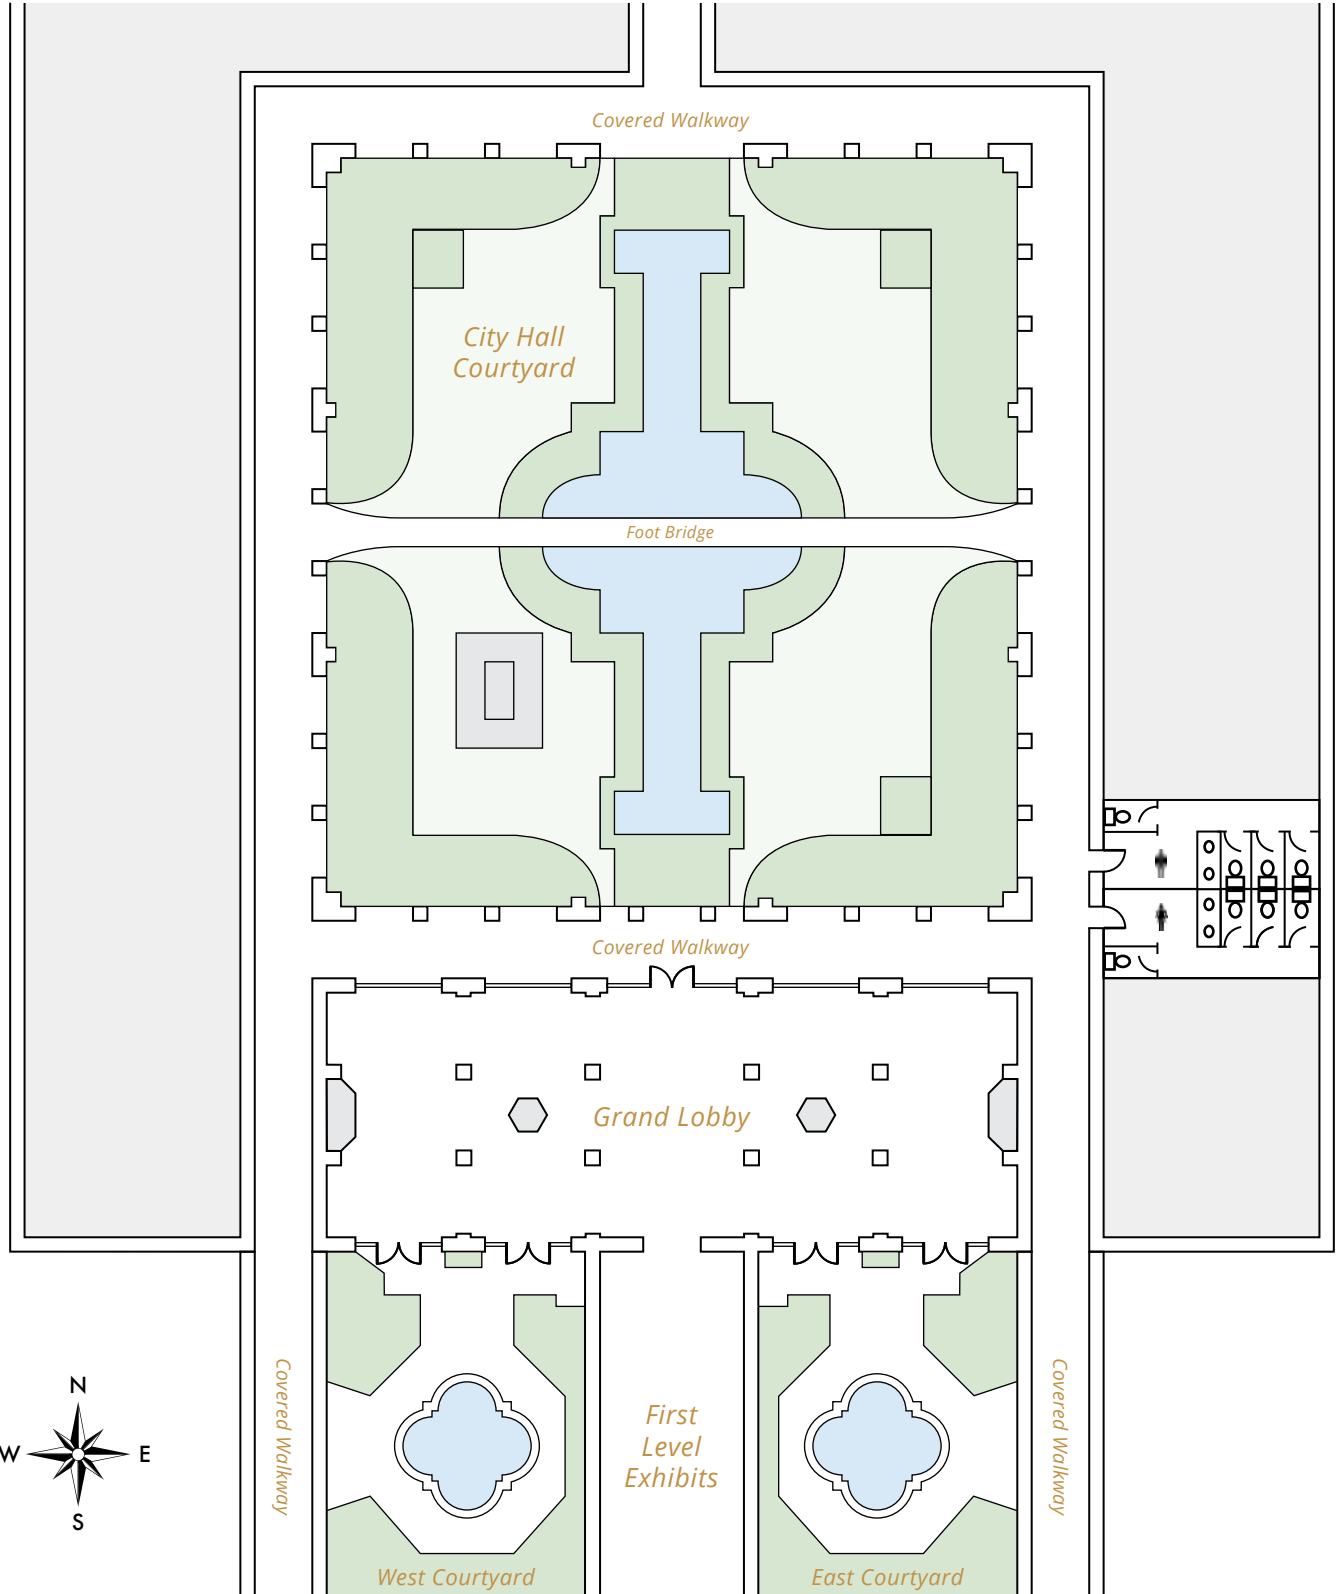 Covered Walkway
City Hall
Courtyard
Foot Bridge
Covered Walkway
Grand Lobby
Covered Walkway
First
Level
Exhibits
Covered Walkway
N
W
E
S
West Courtyard
East Courtyard